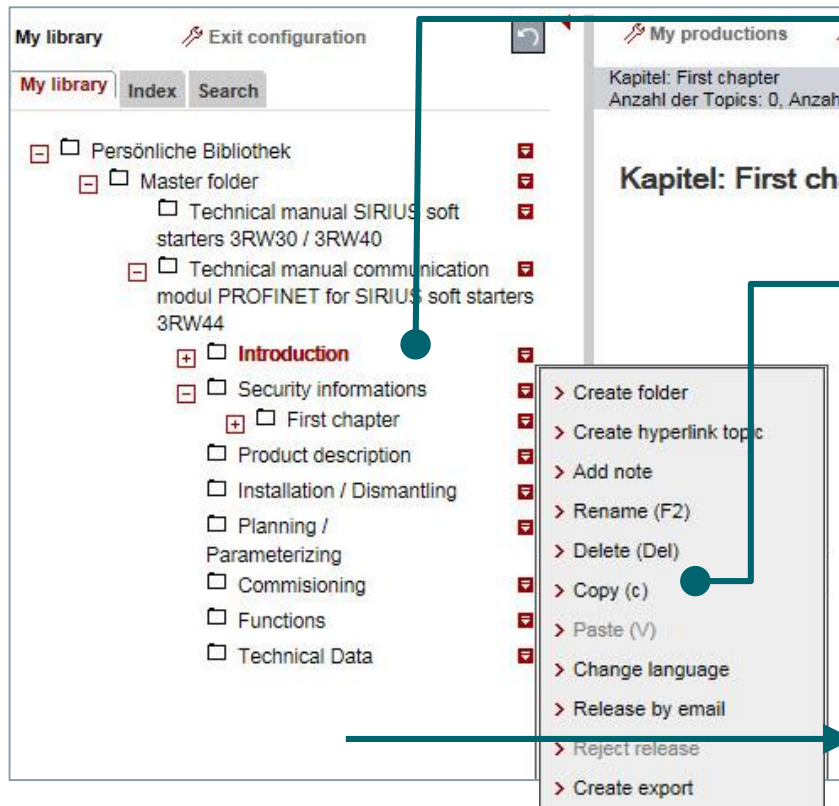 My library
Exit configuration
My productions
My library
Index
Search
Kapitel: First chapter
Anzahl der Topics: 0, Anzah
Kapitel: First ch
Persönliche Bibliothek
Master folder
Technical manual SIRIUS soft
starters 3RW30 / 3RW40
Technical manual communication
modul PROFINET for SIRIUS soft starters
3RW44
Introduction
Security informations
First chapter
Product description
Installation / Dismantling
Planning /
Parameterizing
Commisioning
Functions
Technical Data
> Create folder
> Create hyperlink topic
> Add note
> Rename (F2)
> Delete (Del)
> Copy (c)
> Paste (V)
> Change language
> Release by email
> Reject release
> Create export